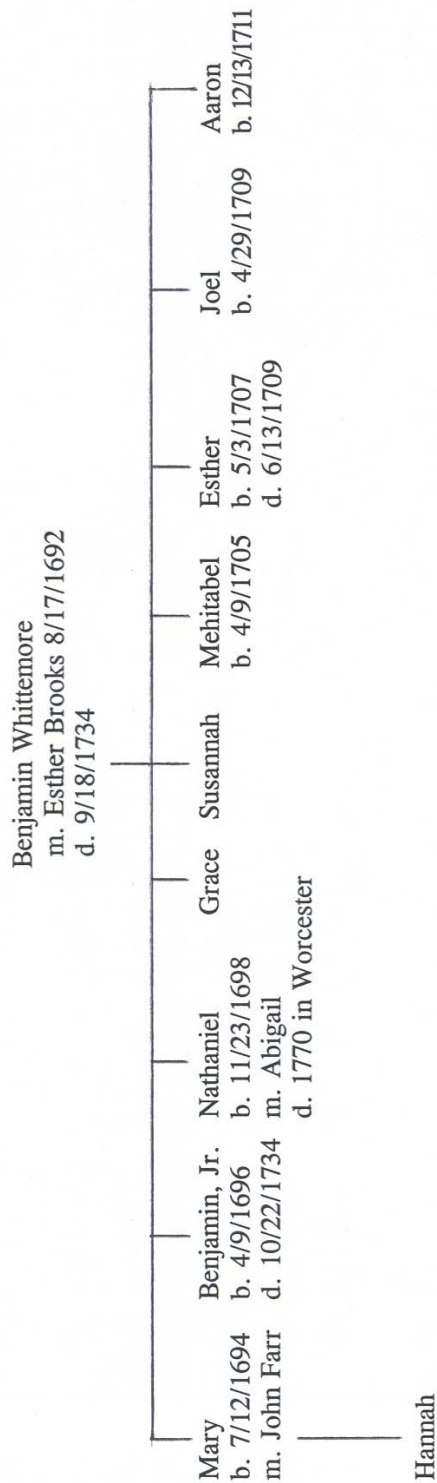 Benjamin Whittemore
m. Esther Brooks 8/17/1692
d. 9/18/1734
Mary
b. 7/12/1694
m. John Farr
Hannah
Benjamin, Jr.
b. 4/9/1696
d. 10/22/1734
Nathaniel
b. 11/23/1698
m. Abigail
d. 1770 in Worcester
Grace
Susannah
Mehitabel
b. 4/9/1705
Esther
b. 5/3/1707
d. 6/13/1709
Joel
b. 4/29/1709
Aaron
b. 12/13/1711